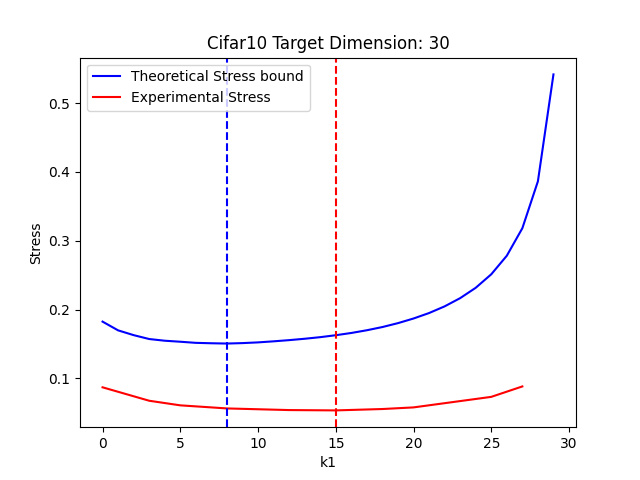 Cifar10 Target Dimension: 30
Theoretical Stress bound
Experimental Stress
Stress
0.5
0.4
0.3
0.2
0.1
0 5 10 15 20 25 30
k1